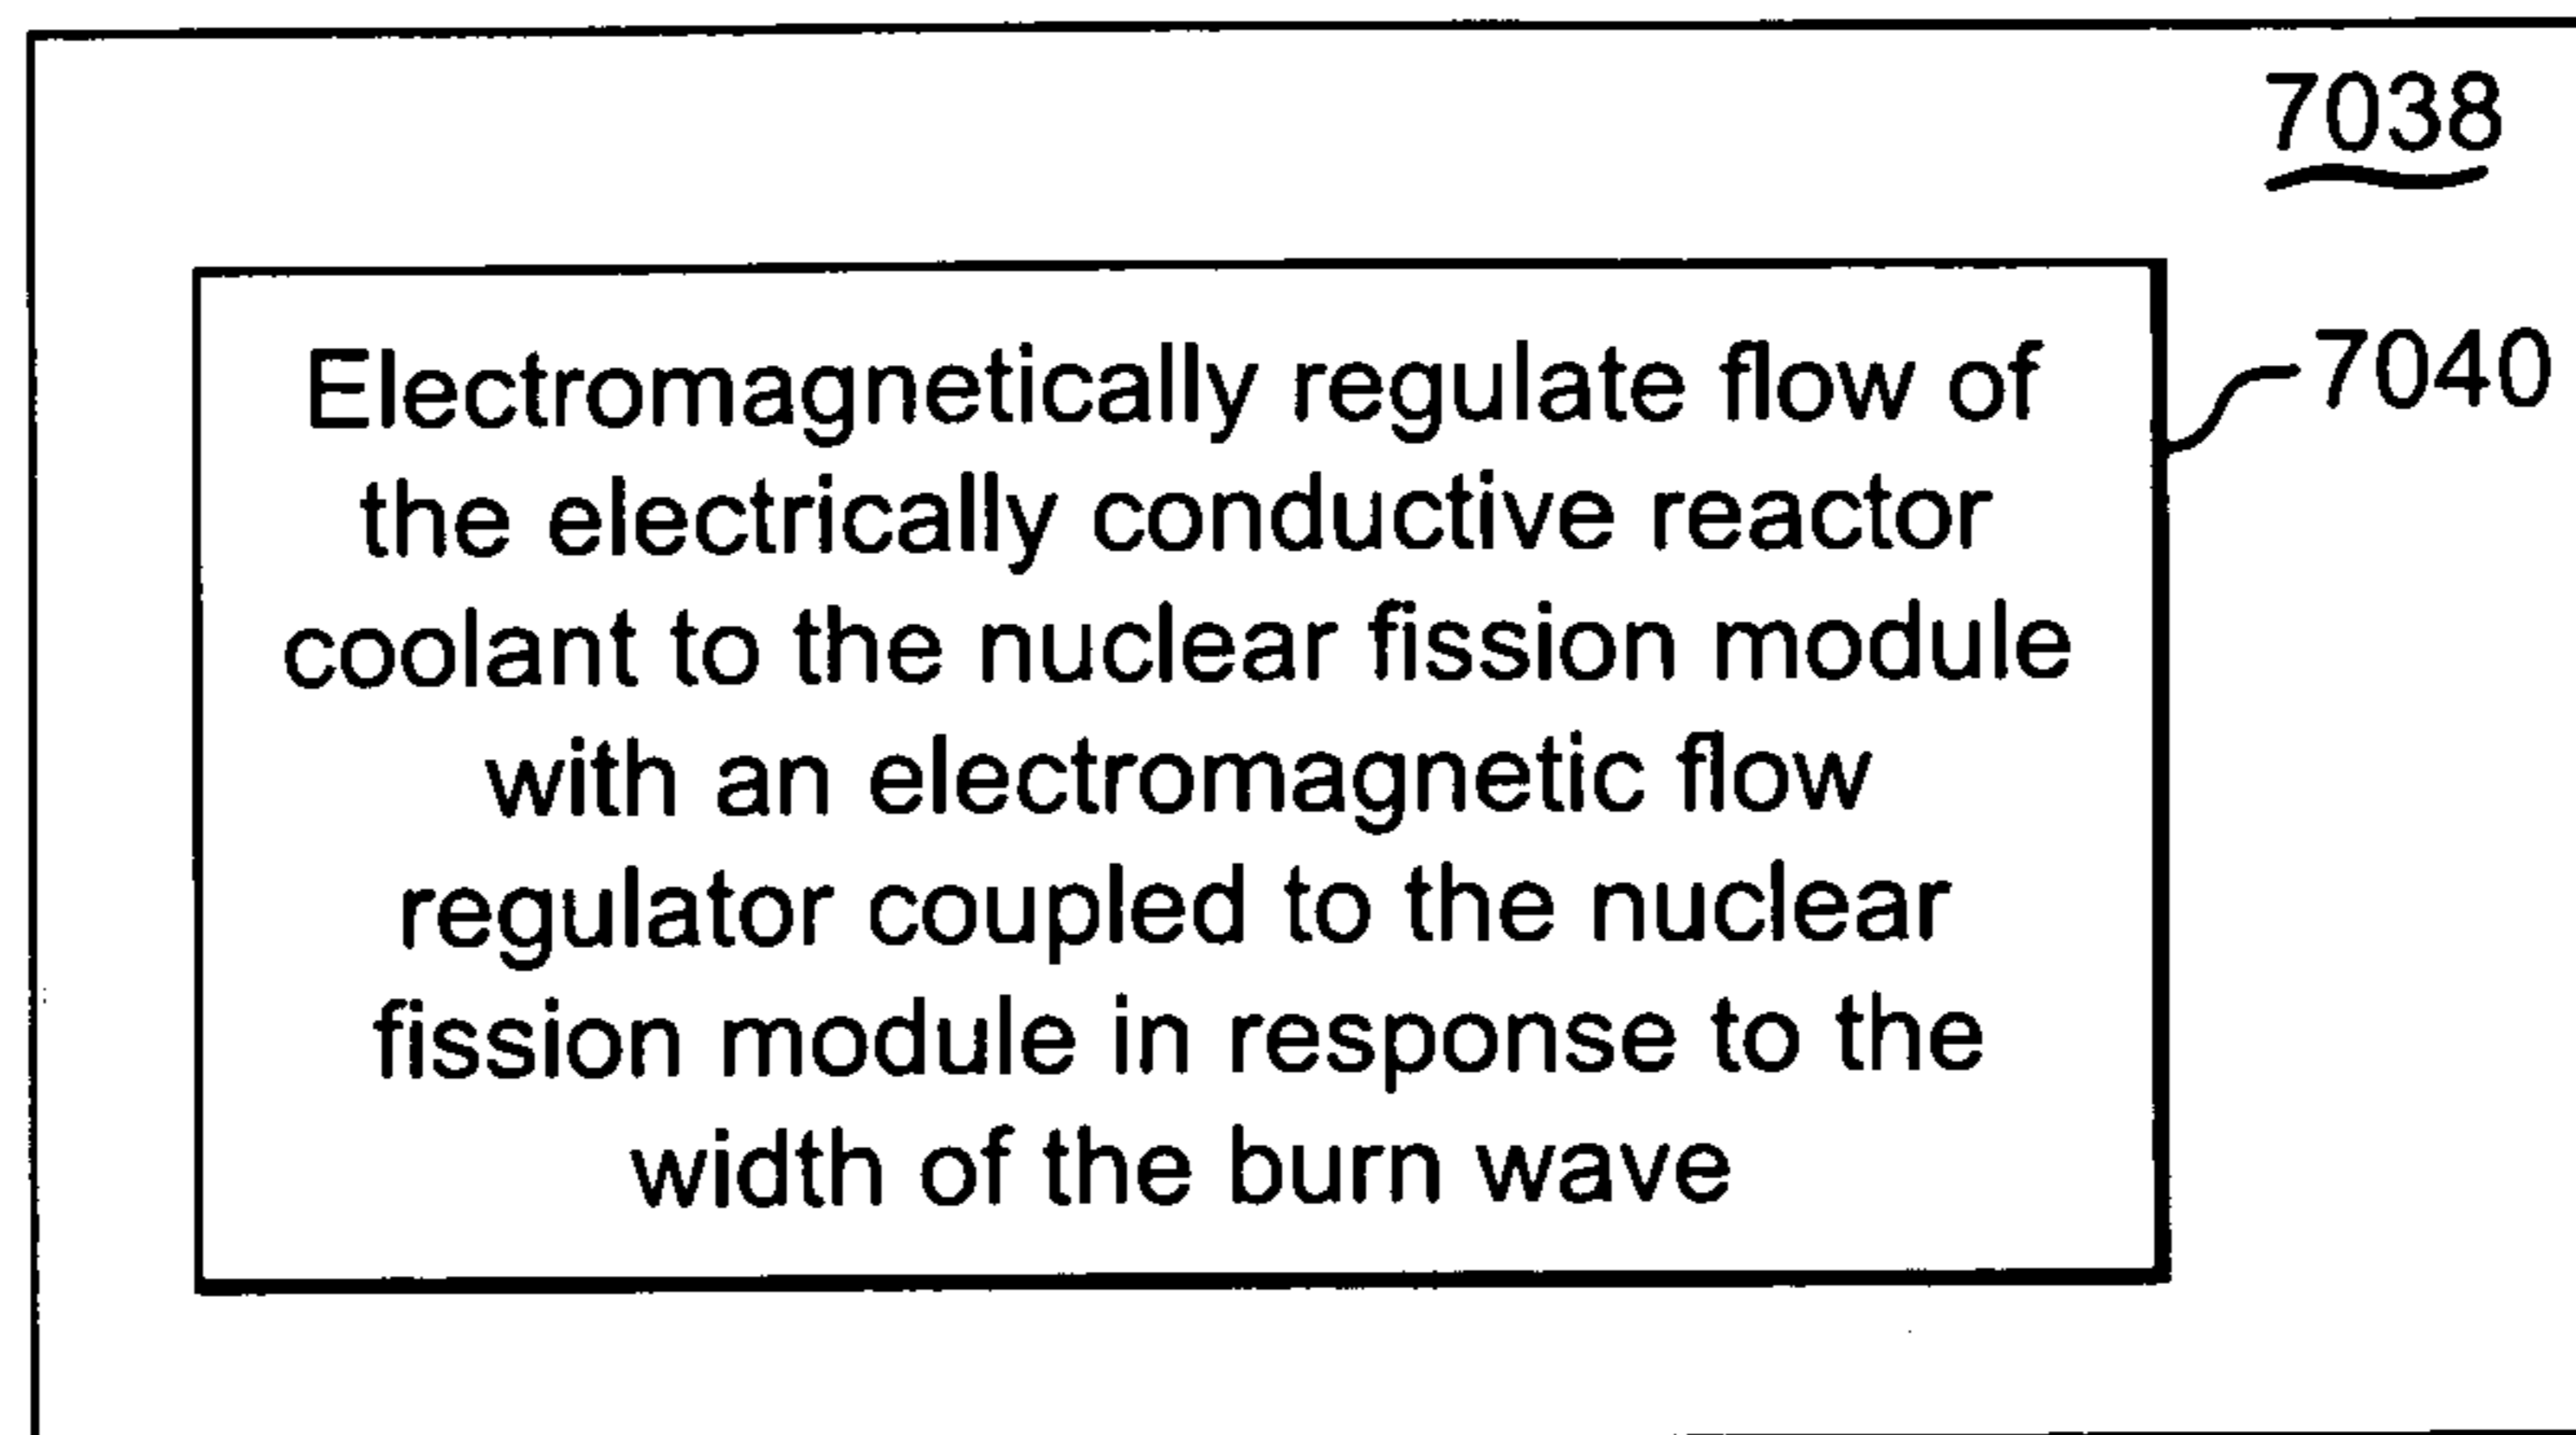 7038
Electromagnetically regulate flow of
the electrically conductive reactor
coolant to the nuclear fission module
with an electromagnetic flow
regulator coupled to the nuclear
fission module in response to the
width of the burn wave
7040